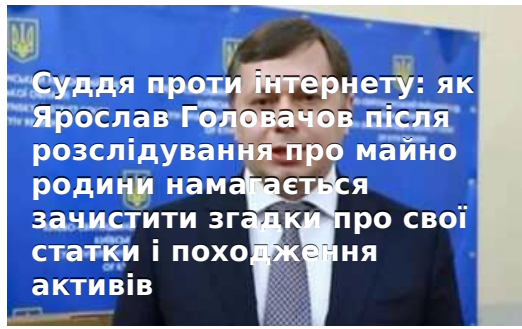 Суддя проти інтернету: як
Ярослав Головачов після
розслідування про майно
родини намагається
зачистити згадки про свої
статки і походження
активів